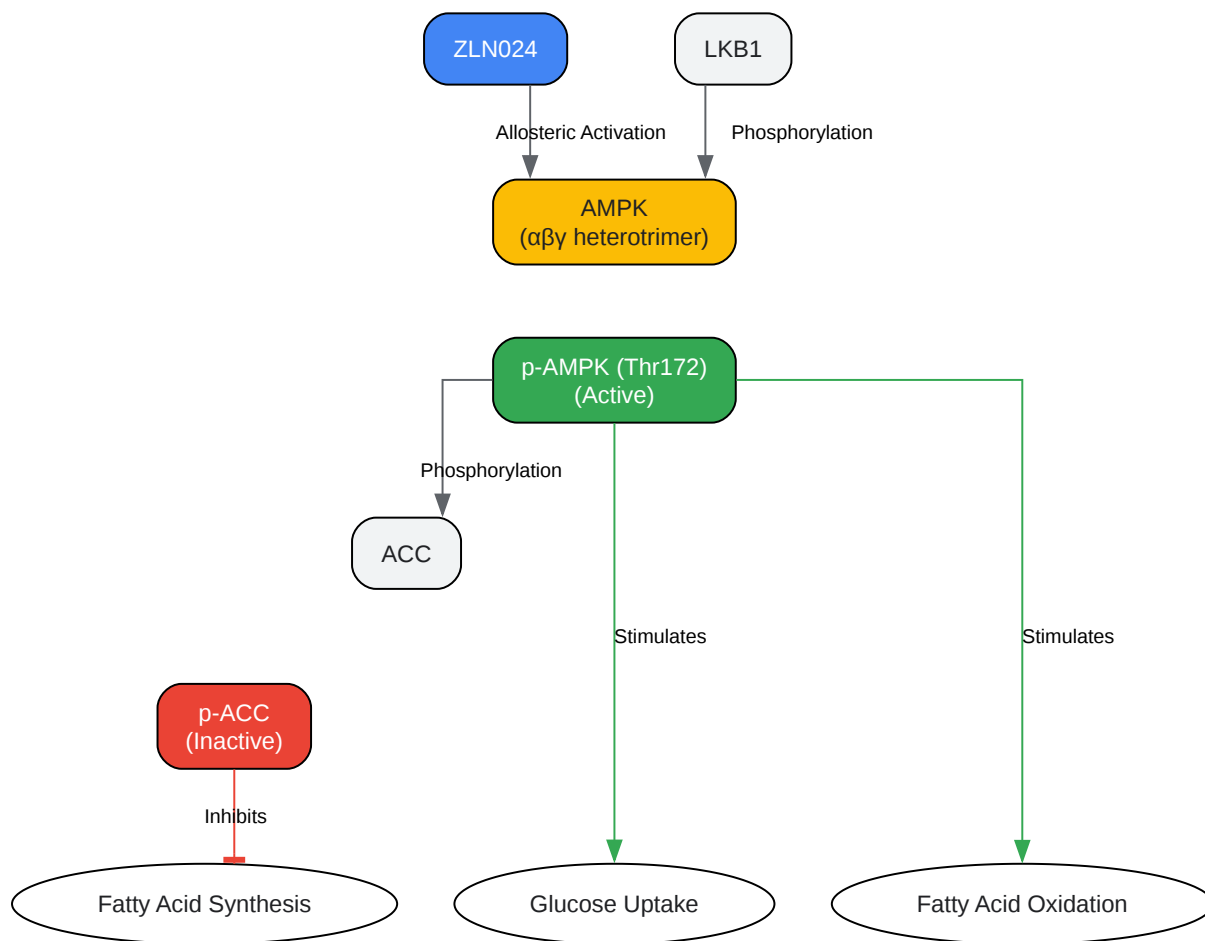 ZLN024
LKB1
Allosteric Activation
Phosphorylation
AMPK
(αβγ heterotrimer)
p-AMPK (Thr172)
(Active)
Phosphorylation
ACC
Stimulates
Stimulates
p-ACC
(Inactive)
Inhibits
Fatty Acid Synthesis
Glucose Uptake
Fatty Acid Oxidation